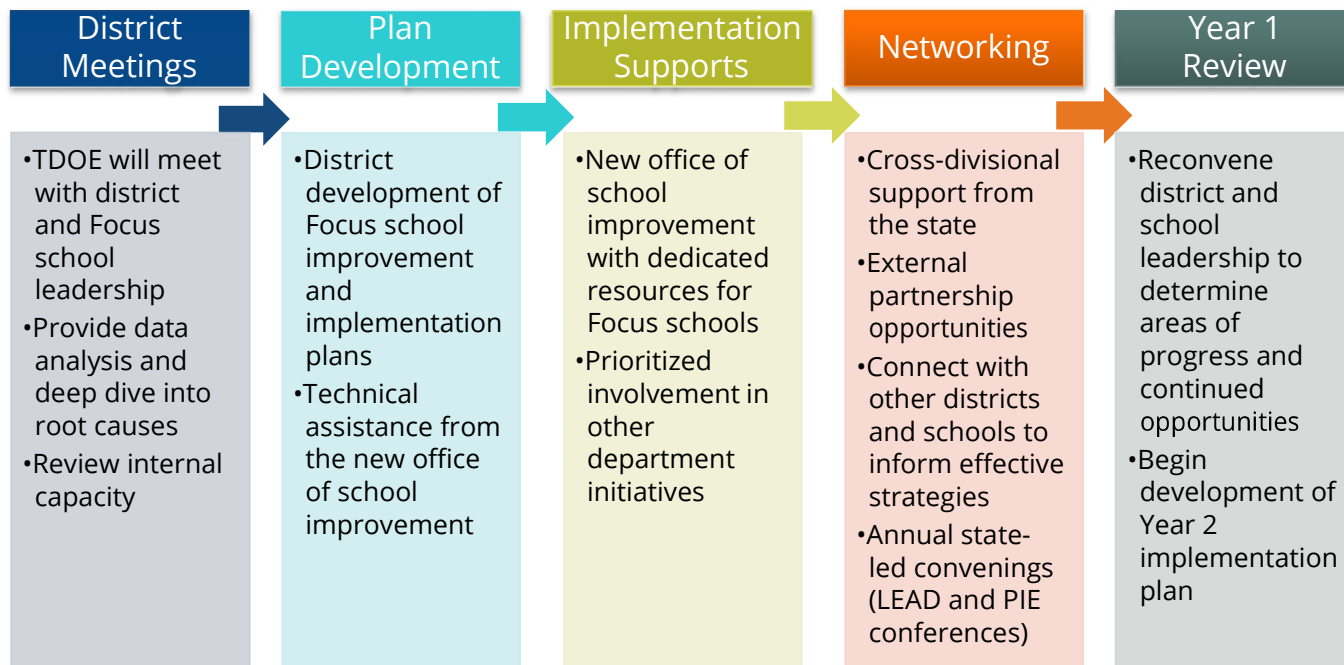 District
Meetings
•TDOE will meet
with district
and Focus
school
leadership
•Provide data
analysis and
deep dive into
root causes
•Review internal
capacity
Plan
Development
•District
development of
Focus school
improvement
and
implementation
plans
•Technical
assistance from
the new office
of school
improvement
Implementation
Supports
•New office of
school
improvement
with dedicated
resources for
Focus schools
•Prioritized
involvement in
other
department
initiatives
Networking
•Cross-divisional
support from
the state
•External
partnership
opportunities
•Connect with
other districts
and schools to
inform effective
strategies
•Annual state-
led convenings
(LEAD and PIE
conferences)
Year 1
Review
•Reconvene
district and
school
leadership to
determine
areas of
progress and
continued
opportunities
•Begin
development of
Year 2
implementation
plan